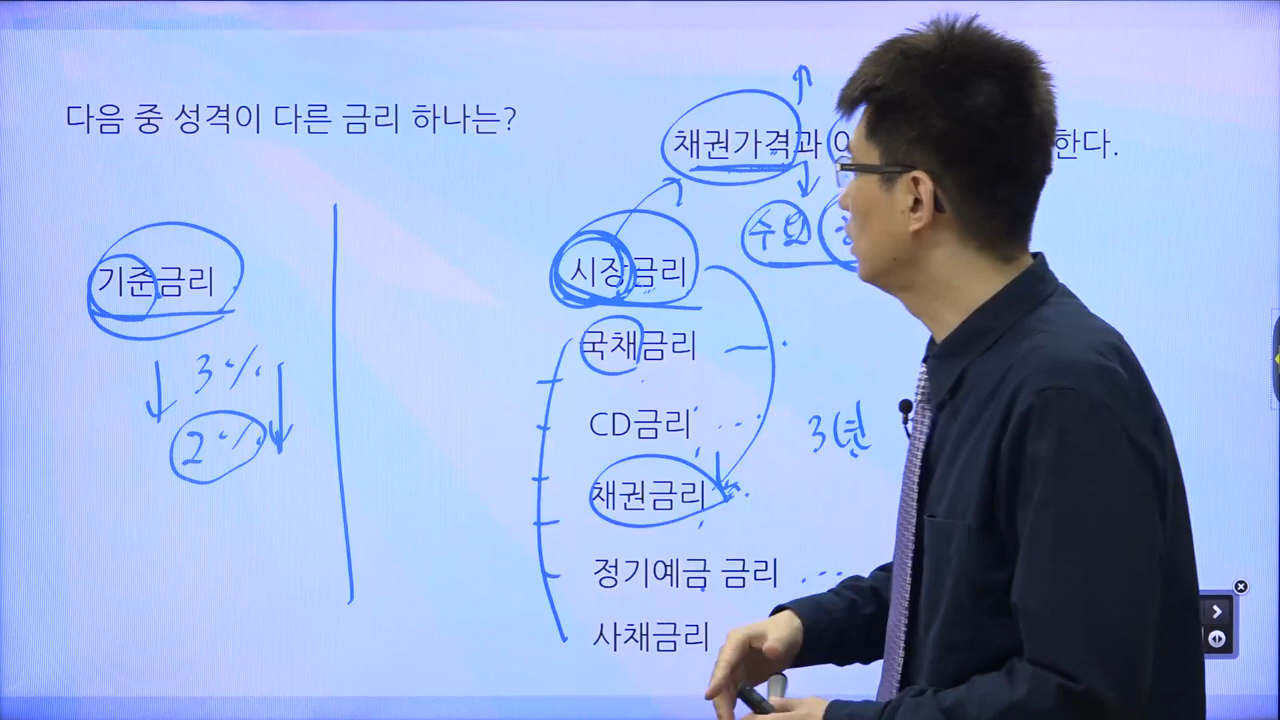 다음 중 성격이 다른 금리 하나는?
채권가격과
한다.
수요
기준금리
시장금리
국채금리
3%
2%
CD금리
3년
채권금리
정기예금 금리
사채금리